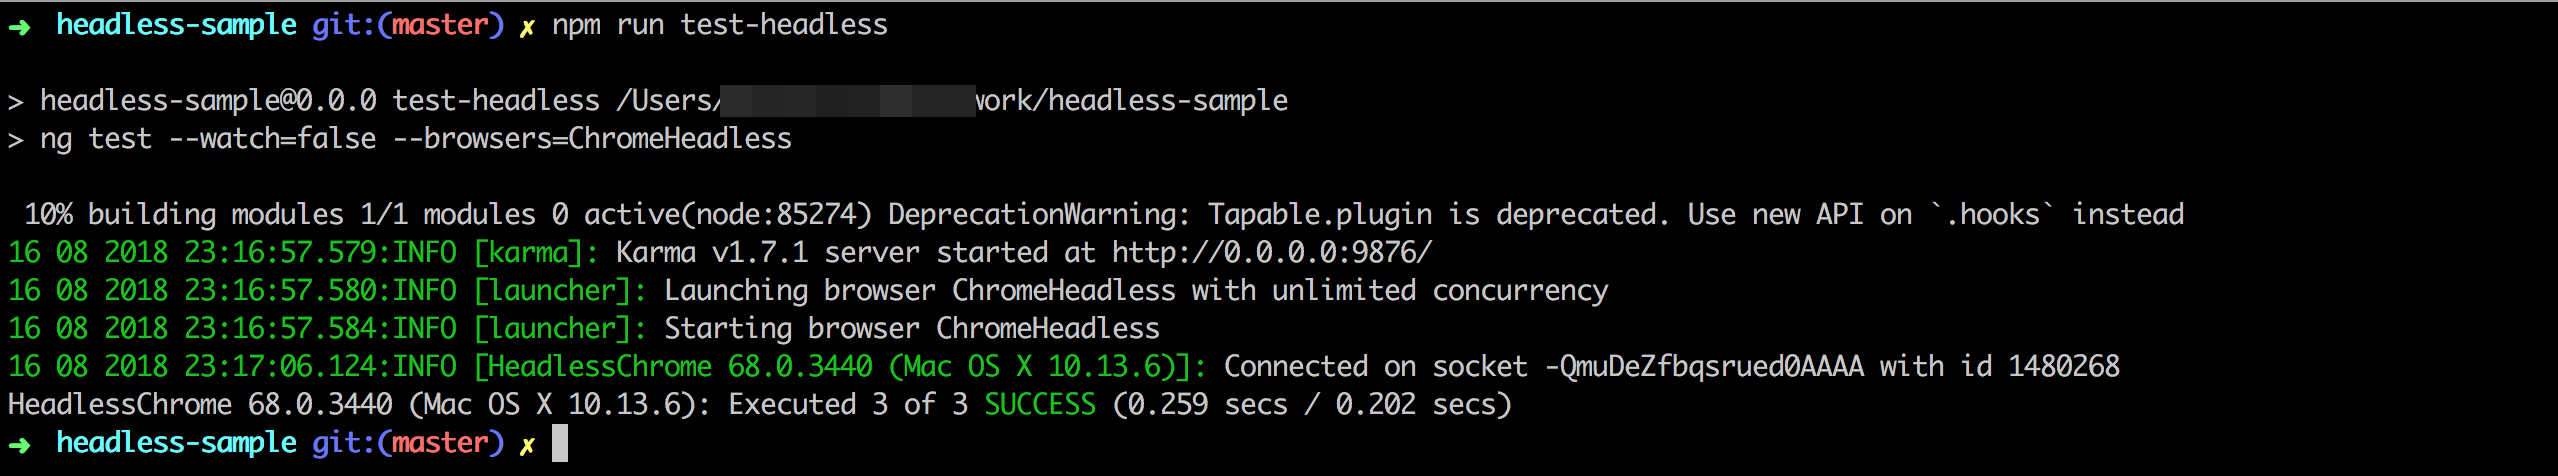 ➜ headless-sample git:(master) ✗ npm run test-headless
> headless-sample@0.0.0 test-headless /Users/ work/headless-sample
> ng test --watch=false --browsers=ChromeHeadless
10% building modules 1/1 modules 0 active(node:85274) DeprecationWarning: Tapable.plugin is deprecated. Use new API on `.hooks` instead
16 08 2018 23:16:57.579:INFO [karma]: Karma v1.7.1 server started at http://0.0.0.0:9876/
16 08 2018 23:16:57.580:INFO [launcher]: Launching browser ChromeHeadless with unlimited concurrency
16 08 2018 23:16:57.584:INFO [launcher]: Starting browser ChromeHeadless
16 08 2018 23:17:06.124:INFO [HeadlessChrome 68.0.3440 (Mac OS X 10.13.6)]: Connected on socket -QmuDeZfbqsrued0AAAA with id 1480268
HeadlessChrome 68.0.3440 (Mac OS X 10.13.6): Executed 3 of 3 SUCCESS (0.259 secs / 0.202 secs)
➜ headless-sample git:(master) ✗